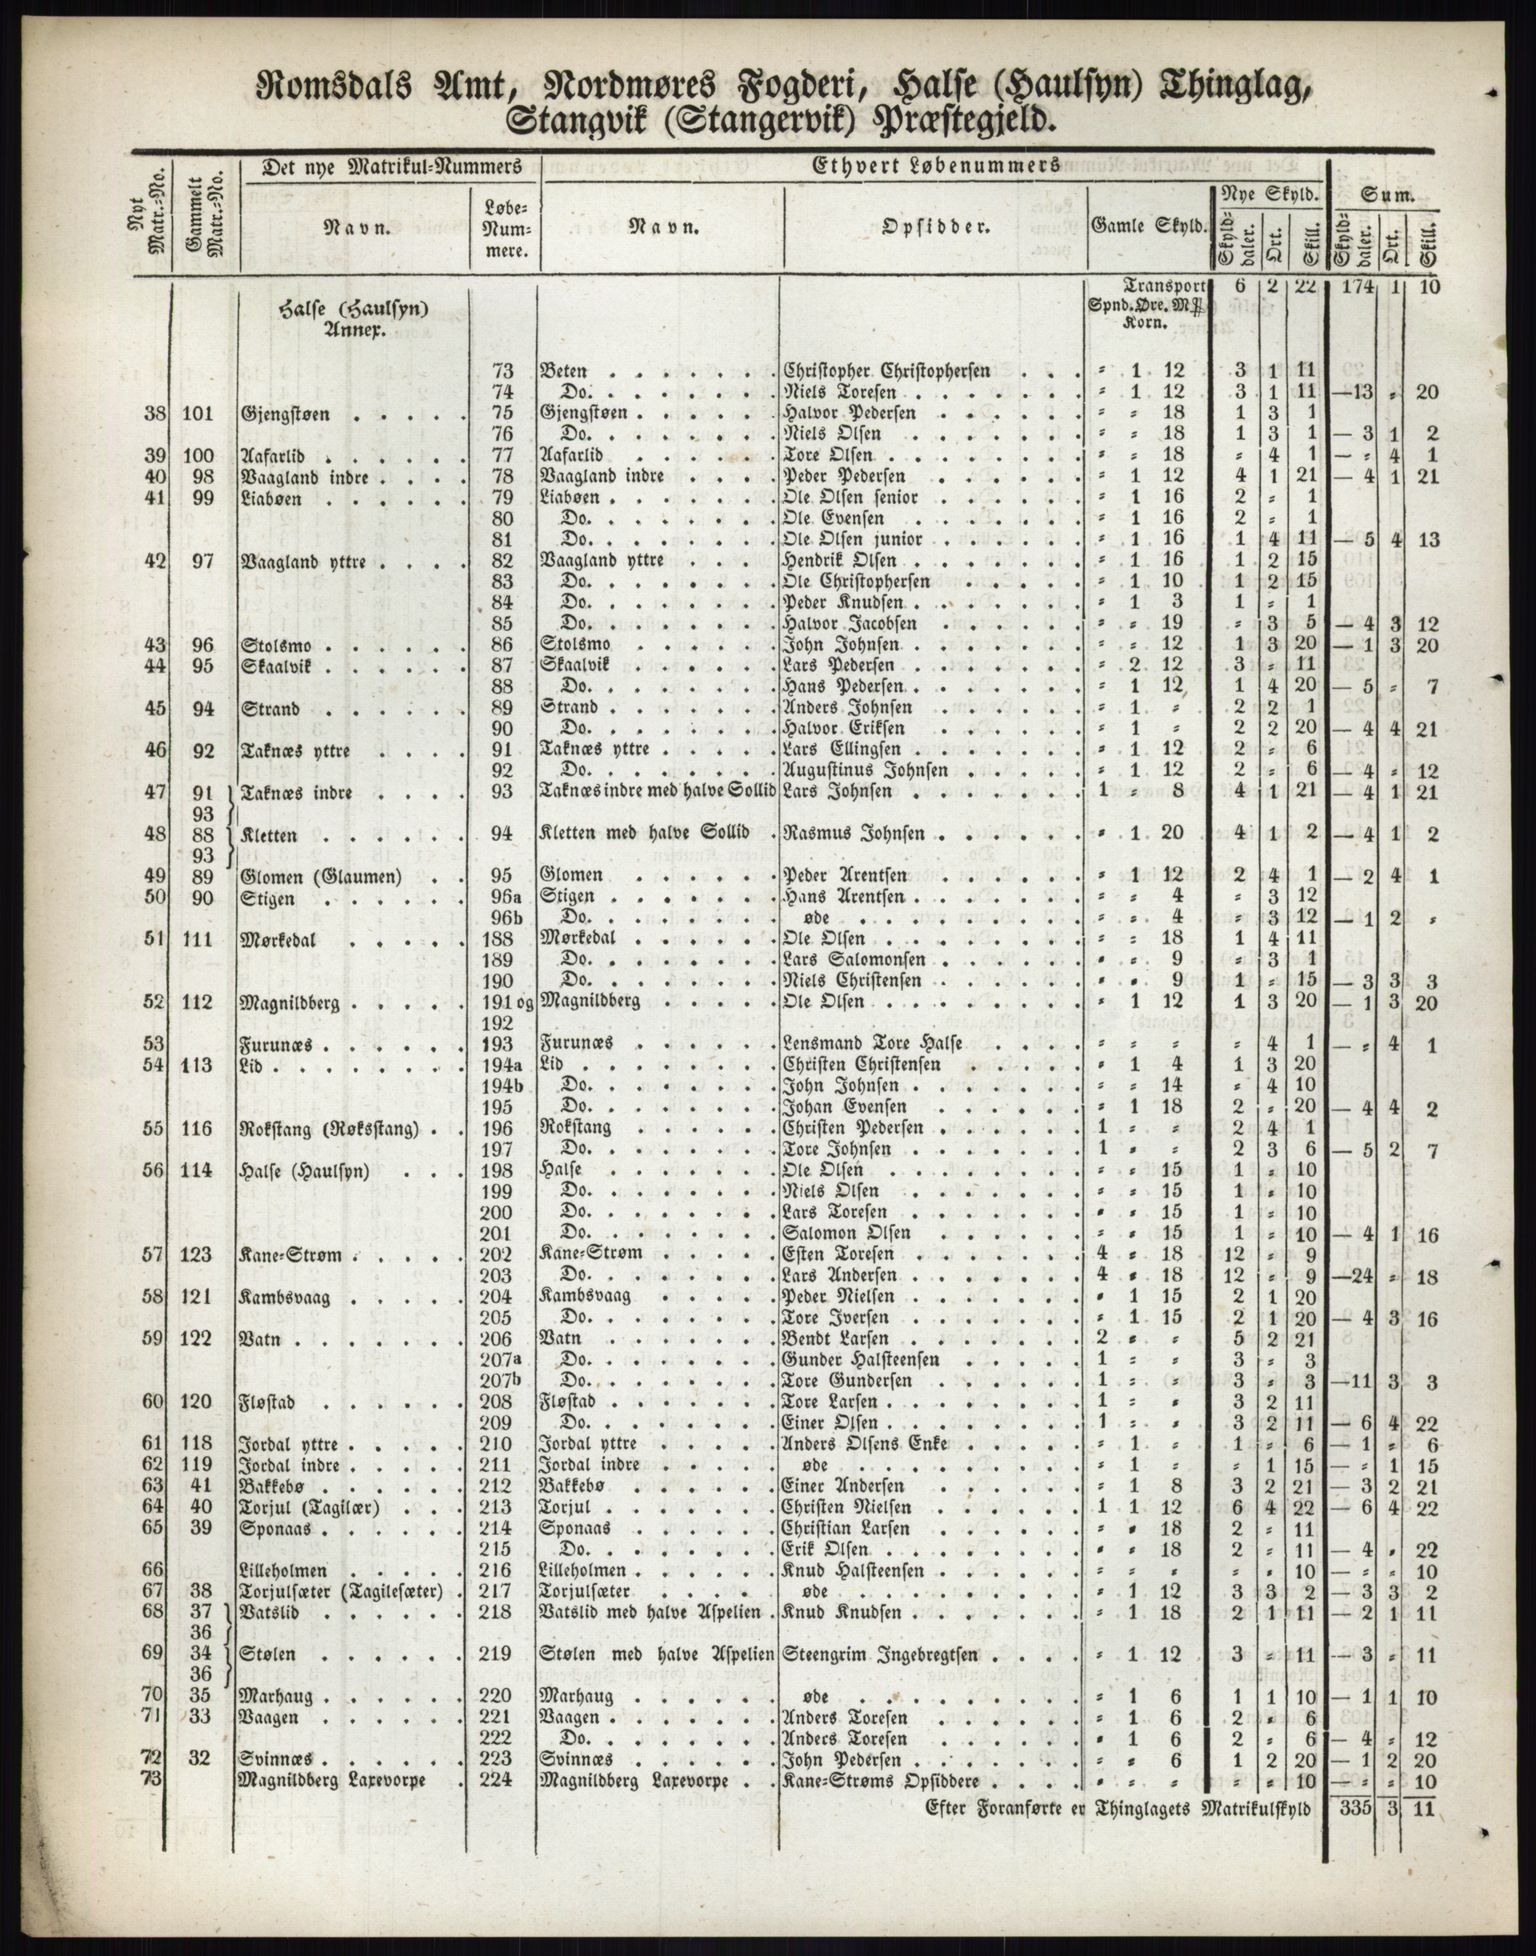 Romsdals Amt, Nordmøres Fogderi, Halse (Haulsyn) Thinglag,
Stangvik (Stangervik) Præstegjeld.
Nyt Matr.-No. | Gammelt Matr.-No. | Det nye Matrikul-Nummers | Ethvert Løbenummers | Sum.
Navn. | Løbe-Nummere. | Navn. | Opsidder. | Gamle Skyld. | Nye Skyld. Skylddaler. Ort. Skill. | Skylddaler. Ort. Skill.
Transport 6 2 22 174 1 10
Halse (Haulsyn) Annex. Spnd. Øre. M℔ Korn.
73 Beten Christopher Christophersen = 1 12 3 1 11
74 Do. Niels Toresen = 1 12 3 1 11 —13 = 20
38 101 Gjengstøen 75 Gjengstøen Halvor Pedersen = = 18 1 3 1
76 Do. Niels Olsen = = 18 1 3 1 — 3 1 2
39 100 Aafarlid 77 Aafarlid Tore Olsen = = 18 = 4 1 — = 4 1
40 98 Vaagland indre 78 Vaagland indre Peder Pedersen = 1 12 4 1 21 — 4 1 21
41 99 Liabøen 79 Liabøen Ole Olsen senior = 1 16 2 = 1
80 Do. Ole Evensen = 1 16 2 = 1
81 Do. Ole Olsen junior = 1 16 1 4 11 — 5 4 13
42 97 Vaagland yttre 82 Vaagland yttre Hendrik Olsen = 1 16 1 2 15
83 Do. Ole Christophersen = 1 10 1 2 15
84 Do. Peder Knudsen = 1 3 1 = 1
85 Do. Halvor Jacobsen = = 19 = 3 5 — 4 3 12
43 96 Stolsmo 86 Stolsmo John Johnsen = = 12 1 3 20 — 1 3 20
44 95 Skaalvik 87 Skaalvik Lars Pedersen = 2 12 3 = 11
88 Do. Hans Pedersen = 1 12 1 4 20 — 5 = 7
45 94 Strand 89 Strand Anders Johnsen = 1 = 2 2 1
90 Do. Halvor Eriksen = 1 = 2 2 20 — 4 4 21
46 92 Taknæs yttre 91 Taknæs yttre Lars Ellingsen = 1 12 2 = 6
92 Do. Augustinus Johnsen = 1 12 2 = 6 — 4 = 12
47 91 } Taknæs indre 93 Taknæs indre med halve Sollid Lars Johnsen 1 = 8 4 1 21 — 4 1 21
93 }
48 88 } Kletten 94 Kletten med halve Sollid Rasmus Johnsen = 1 20 4 1 2 — 4 1 2
93 }
49 89 Glomen (Glaumen) 95 Glomen Peder Arentsen = 1 12 2 4 1 — 2 4 1
50 90 Stigen 96a Stigen Hans Arentsen = = 4 = 3 12
96b Do. øde = = 4 = 3 12 — 1 2 =
51 111 Mørkedal 188 Mørkedal Ole Olsen = = 18 1 4 11
189 Do. Lars Salomonsen = = 9 = 3 1
190 Do. Niels Christensen = = 9 1 = 15 — 3 3 3
52 112 Magnildberg 191 og Magnildberg Ole Olsen = 1 12 1 3 20 — 1 3 20
192
53 Furunæs 193 Furunæs Lensmand Tore Halse = = = = 4 1 — = 4 1
54 113 Lid 194a Lid Christen Christensen = 1 4 1 3 20
194b Do. John Johnsen = = 14 = 4 10
195 Do. Johan Evensen = 1 18 2 = 20 — 4 4 2
55 116 Rokstang (Røksstang) 196 Rokstang Christen Pedersen 1 = = 2 4 1
197 Do. Tore Johnsen 1 = = 2 3 6 — 5 2 7
56 114 Halse (Haulsyn) 198 Halse Ole Olsen = = 15 1 = 10
199 Do. Niels Olsen = = 15 1 = 10
200 Do. Lars Toresen = = 15 1 = 10
201 Do. Salomon Olsen = = 15 1 = 10 — 4 1 16
57 123 Kane-Strøm 202 Kane-Strøm Esten Toresen 4 = 18 12 = 9
203 Do. Lars Andersen 4 = 18 12 = 9 —24 = 18
58 121 Kambsvaag 204 Kambsvaag Peder Nielsen = 1 15 2 1 20
205 Do. Tore Iversen = 1 15 2 1 20 — 4 3 16
59 122 Vatn 206 Vatn Bendt Larsen 2 = = 5 2 21
207a Do. Gunder Halsteensen 1 = = 3 = 3
207b Do. Tore Gundersen 1 = = 3 = 3 —11 3 3
60 120 Fløstad 208 Fløstad Tore Larsen 1 = = 3 2 11
209 Do. Einer Olsen 1 = = 3 2 11 — 6 4 22
61 118 Jordal yttre 210 Jordal yttre Anders Olsens Enke = 1 = 1 = 6 — 1 = 6
62 119 Jordal indre 211 Jordal indre øde = 1 = = 1 15 — = 1 15
63 41 Bakkebø 212 Bakkebø Einer Andersen = 1 8 3 2 21 — 3 2 21
64 40 Torjul (Tagilær) 213 Torjul Christen Nielsen 1 1 12 6 4 22 — 6 4 22
65 39 Sponaas 214 Sponaas Christian Larsen = = 18 2 = 11
215 Do. Erik Olsen = = 18 2 = 11 — 4 = 22
66 Lilleholmen 216 Lilleholmen Knud Halsteensen = = = = = 10 — = = 10
67 38 Torjulsæter (Tagilesæter) 217 Torjulsæter øde = 1 12 3 3 2 — 3 3 2
68 37 } Vatslid 218 Vatslid med halve Aspelien Knud Knudsen = 1 18 2 1 11 — 2 1 11
36 }
69 34 } Stølen 219 Stølen med halve Aspelien Steengrim Ingebregtsen = 1 12 3 = 11 — 3 = 11
36 }
70 35 Marhaug 220 Marhaug øde = 1 6 1 1 10 — 1 1 10
71 33 Vaagen 221 Vaagen Anders Toresen = 1 6 2 = 6
222 Do. Anders Toresen = 1 6 2 = 6 — 4 = 12
72 32 Svinnæs 223 Svinnæs John Pedersen = = 6 1 2 20 — 1 2 20
73 Magnildberg Laxevorpe 224 Magnildberg Laxevorpe Kane-Strøms Opsiddere = = = = = 10 — = = 10
Efter Foranførte er Thinglagets Matrikulskyld 335 3 11